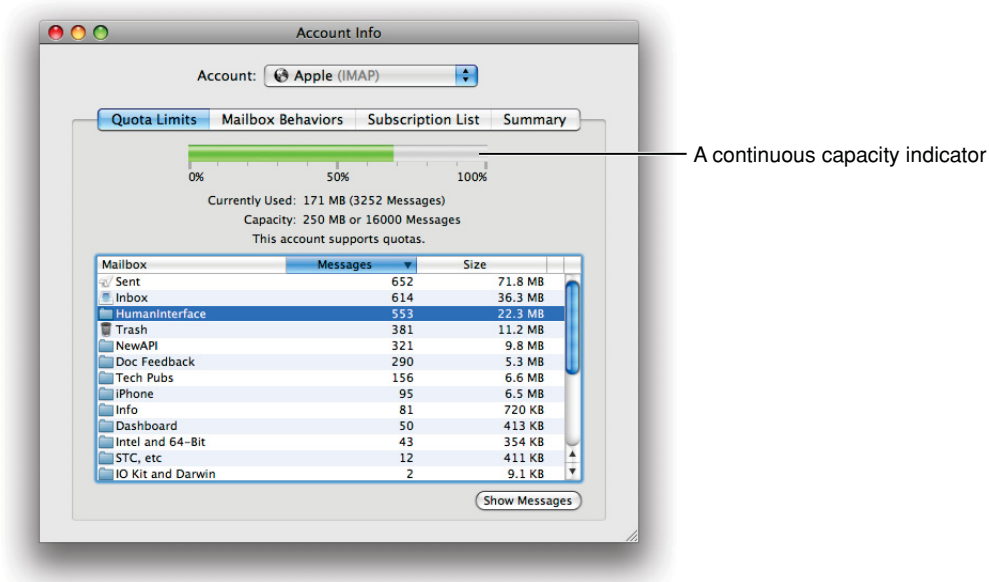 Account Info
Account: Apple (IMAP)
Quota Limits Mailbox Behaviors Subscription List Summary
A continuous capacity indicator
0% 50% 100%
Currently Used: 171 MB (3252 Messages)
Capacity: 250 MB or 16000 Messages
This account supports quotas.
Mailbox Messages Size
Sent 652 71.8 MB
Inbox 614 36.3 MB
HumanInterface 553 22.3 MB
Trash 381 11.2 MB
NewAPI 321 9.8 MB
Doc Feedback 290 5.3 MB
Tech Pubs 156 6.6 MB
iPhone 95 6.5 MB
Info 81 720 KB
Dashboard 50 413 KB
Intel and 64-Bit 43 354 KB
STC, etc 12 411 KB
IO Kit and Darwin 2 9.1 KB
Show Messages